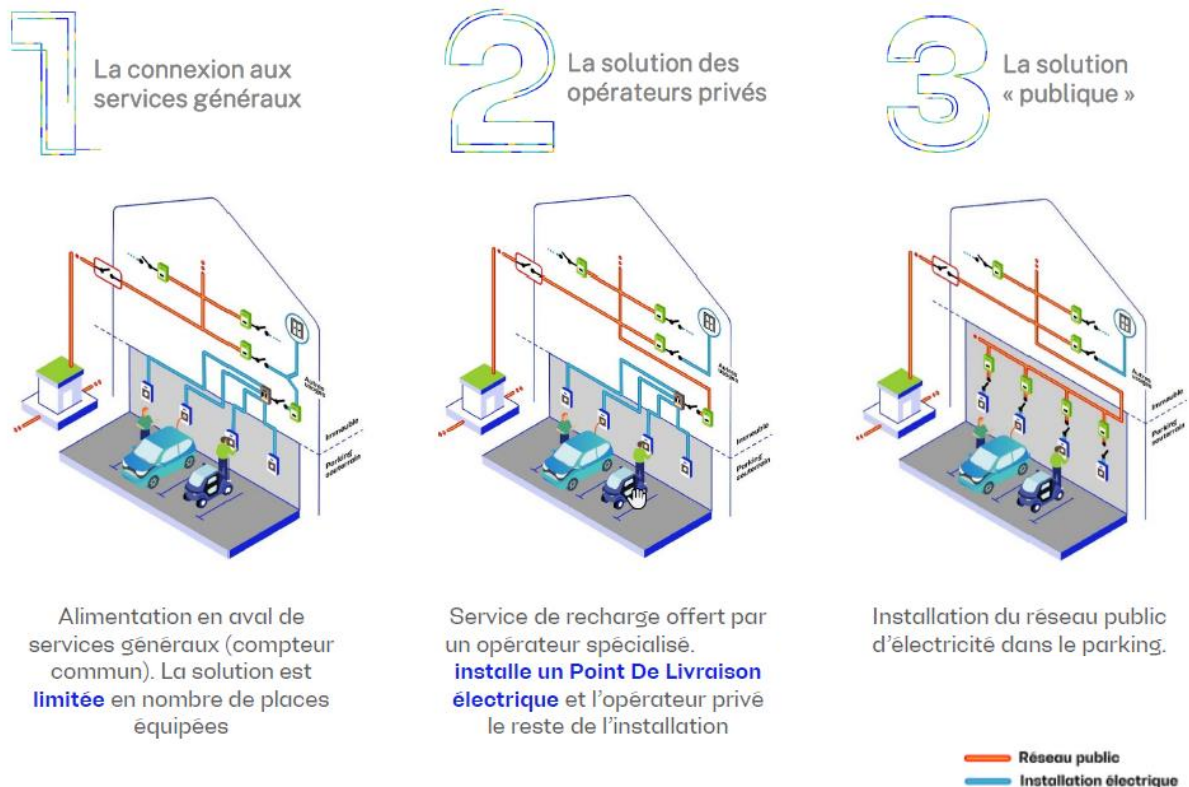 1
La connexion aux
services généraux
2
La solution des
opérateurs privés
3
La solution
« publique »
Autres usages
Immeuble
Parking souterrain
Autres usages
Immeuble
Parking souterrain
Autres usages
Immeuble
Parking souterrain
Alimentation en aval de
services généraux (compteur
commun). La solution est
limitée en nombre de places
équipées
Service de recharge offert par
un opérateur spécialisé.
installe un Point De Livraison
électrique et l'opérateur privé
le reste de l'installation
Installation du réseau public
d'électricité dans le parking.
Réseau public
Installation électrique